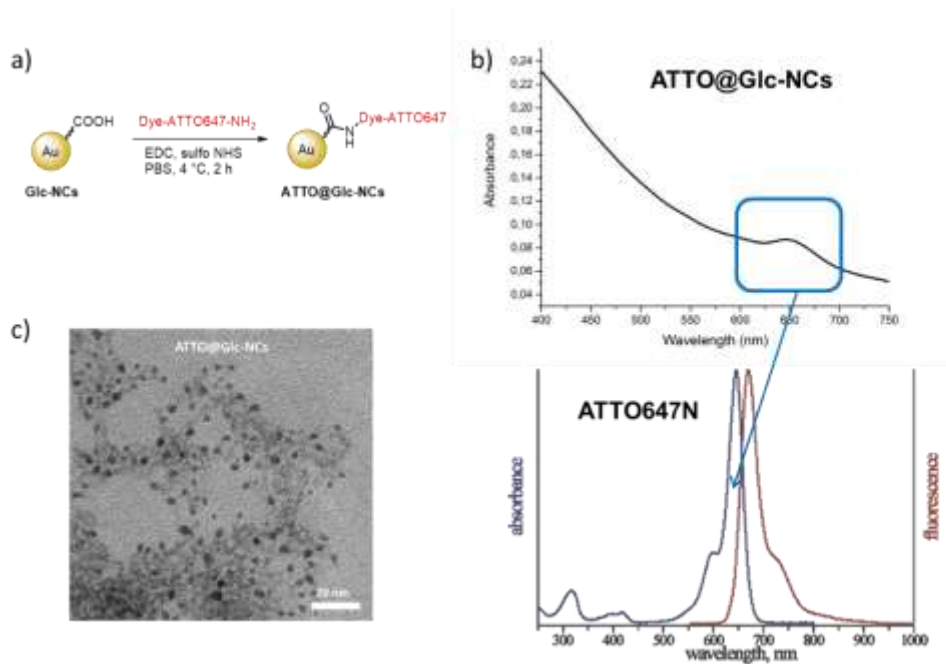 a)
COOH
Au
Glc-NCs
Dye-ATTO647-NH₂
EDC, sulfo NHS
PBS, 4 °C, 2 h
O
N
H
Dye-ATTO647
Au
ATTO@Glc-NCs
b)
ATTO@Glc-NCs
Absorbance
0,24
0,22
0,20
0,18
0,16
0,14
0,12
0,10
0,08
0,06
0,04
400 450 500 550 600 650 700 750
Wavelength (nm)
c)
ATTO@Glc-NCs
20 nm
ATTO647N
absorbance
fluorescence
300 400 500 600 700 800 900 1000
wavelength, nm